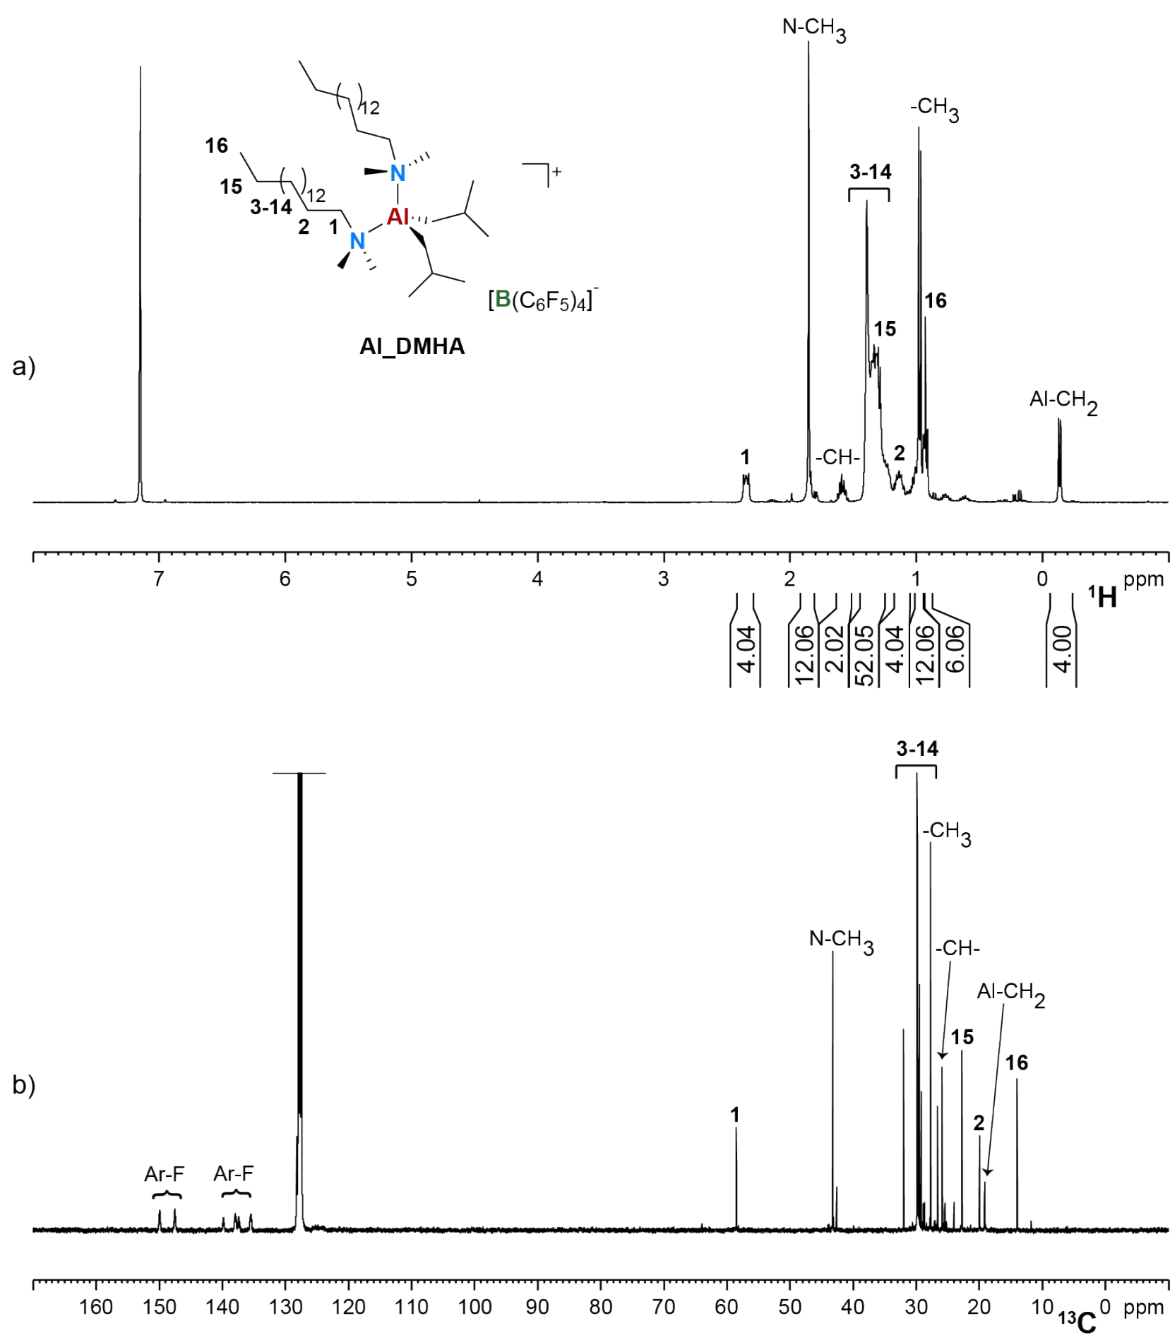 N-CH3
-CH3
12
16
15
12
3-14
2
1
N
N
Al
+
[B(C6F5)4]-
Al_DMHA
3-14
15
16
Al-CH2
a)
1
-CH-
2
7 6 5 4 3 2 1 0 ppm
1H
4.04 12.06 2.02 52.05 4.04 12.06 6.06 4.00
3-14
-CH3
N-CH3
-CH-
Al-CH2
15
16
b)
1
2
Ar-F
Ar-F
160 150 140 130 120 110 100 90 80 70 60 50 40 30 20 10 0 ppm
13C